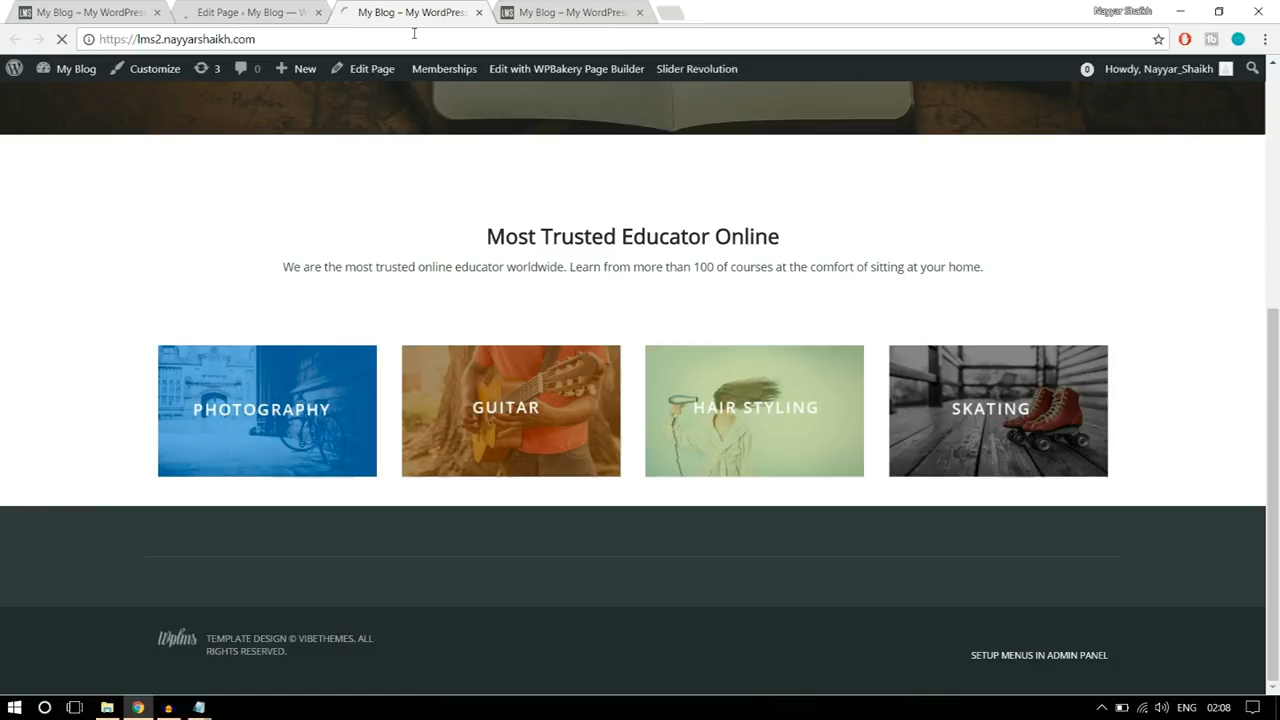 My Blog – My WordPres
Edit Page ‹ My Blog — W
My Blog – My WordPress
My Blog – My WordPres
Nayyar Shaikh
https://lms2.nayyarshaikh.com
My Blog
Customize
3
0
New
Edit Page
Memberships
Edit with WPBakery Page Builder
Slider Revolution
0
Howdy, Nayyar_Shaikh
Most Trusted Educator Online
We are the most trusted online educator worldwide. Learn from more than 100 of courses at the comfort of sitting at your home.
PHOTOGRAPHY
GUITAR
HAIR STYLING
SKATING
Wplms
TEMPLATE DESIGN © VIBETHEMES. ALL
RIGHTS RESERVED.
SETUP MENUS IN ADMIN PANEL
ENG
02:08